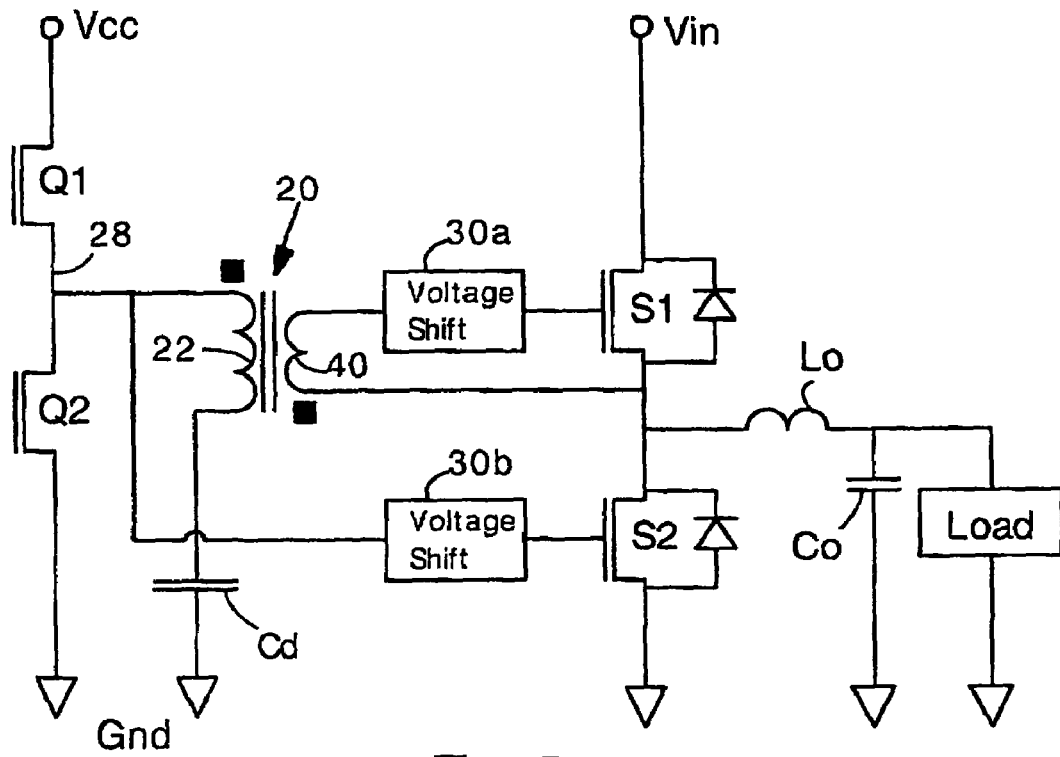 Vcc
Vin
Q1
20
28
30a
Voltage
Shift
S1
22
40
Lo
Q2
30b
Voltage
Shift
S2
Co
Load
Cd
Gnd